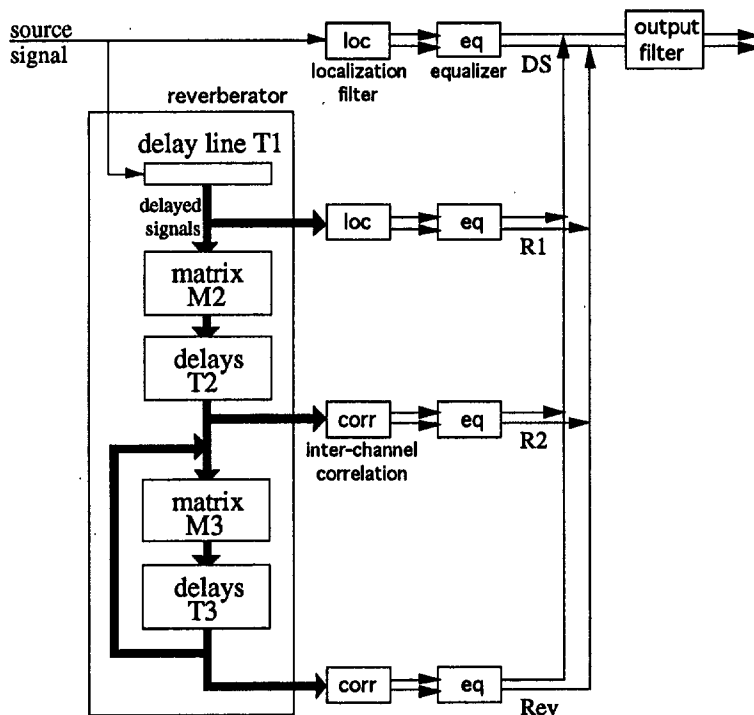 source
signal
loc
localization
filter
eq
equalizer
DS
output
filter
reverberator
delay line T1
delayed
signals
loc
eq
R1
matrix
M2
delays
T2
corr
inter-channel
correlation
eq
R2
matrix
M3
delays
T3
corr
eq
Rev